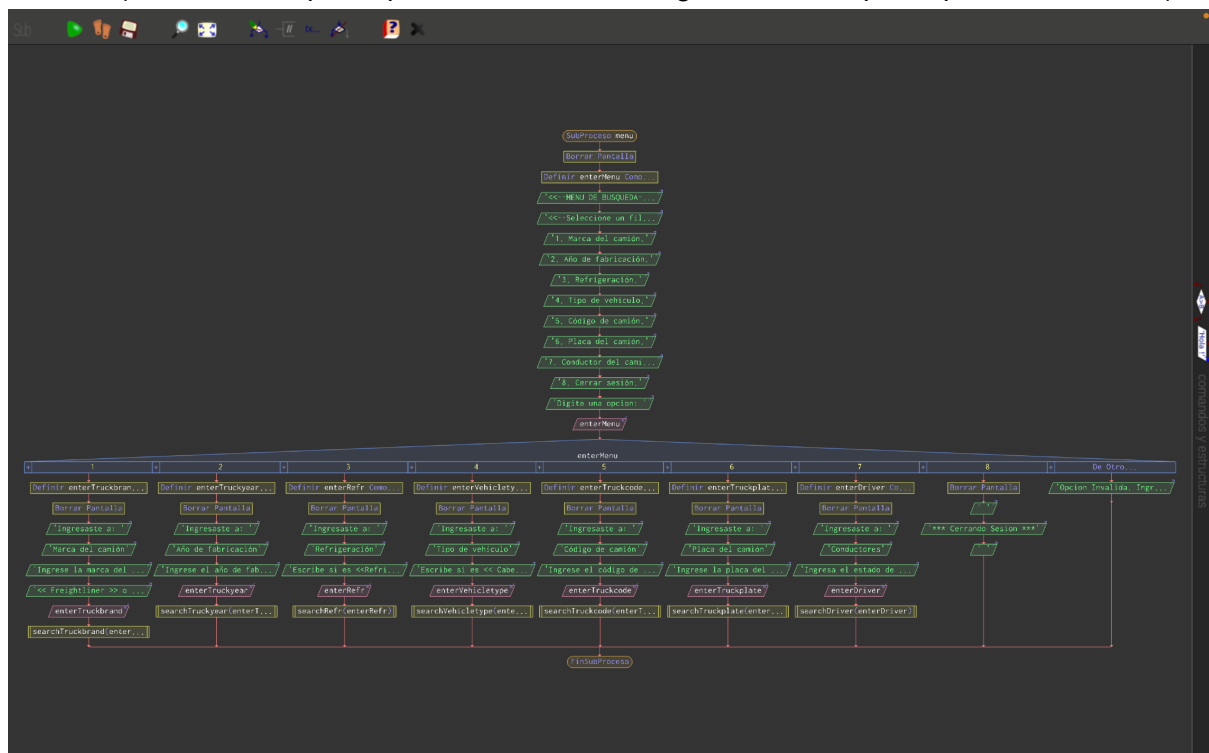 Sub
SubProceso menu
Borrar Pantalla
Definir enterMenu Como...
'<<--MENU DE BUSQUEDA-...
'<<--Seleccione un fil...
'1, Marca del camión,'
'2, Año de fabricación,'
'3, Refrigeración,'
'4, Tipo de vehiculo,'
'5, Código de camión,'
'6, Placa del camión,'
'7, Conductor del cami...
'8, Cerrar sesión,'
'Digite una opcion: '
enterMenu
enterMenu
1 2 3 4 5 6 7 8 De Otro...
Definir enterTruckbran... Definir enterTruckyear... Definir enterRefr Como... Definir enterVehiclety... Definir enterTruckcode... Definir enterTruckplat... Definir enterDriver Co... Borrar Pantalla 'Opcion Invalida, Ingr...
Borrar Pantalla Borrar Pantalla Borrar Pantalla Borrar Pantalla Borrar Pantalla Borrar Pantalla Borrar Pantalla ' '
'Ingresaste a: ' 'Ingresaste a: ' 'Ingresaste a: ' 'Ingresaste a: ' 'Ingresaste a: ' 'Ingresaste a: ' 'Ingresaste a: ' '*** Cerrando Sesion ***'
'Marca del camión' 'Año de fabricación' 'Refrigeración' 'Tipo de vehiculo' 'Código de camión' 'Placa del camión' 'Conductores' ' '
'Ingrese la marca del ... 'Ingrese el año de fab... 'Escribe si es <<Refri... 'Escribe si es << Cabe... 'Ingrese el código de ... 'Ingrese la placa del ... 'Ingresa el estado de ...
'<< Freightliner >> o ... enterTruckyear enterRefr enterVehicletype enterTruckcode enterTruckplate enterDriver
enterTruckbrand searchTruckyear(enterT... searchRefr(enterRefr) searchVehicletype(ente... searchTruckcode(enterT... searchTruckplate(enter... searchDriver(enterDriver)
searchTruckbrand(enter...
FinSubProceso
'Hola !'
comandos y estructuras